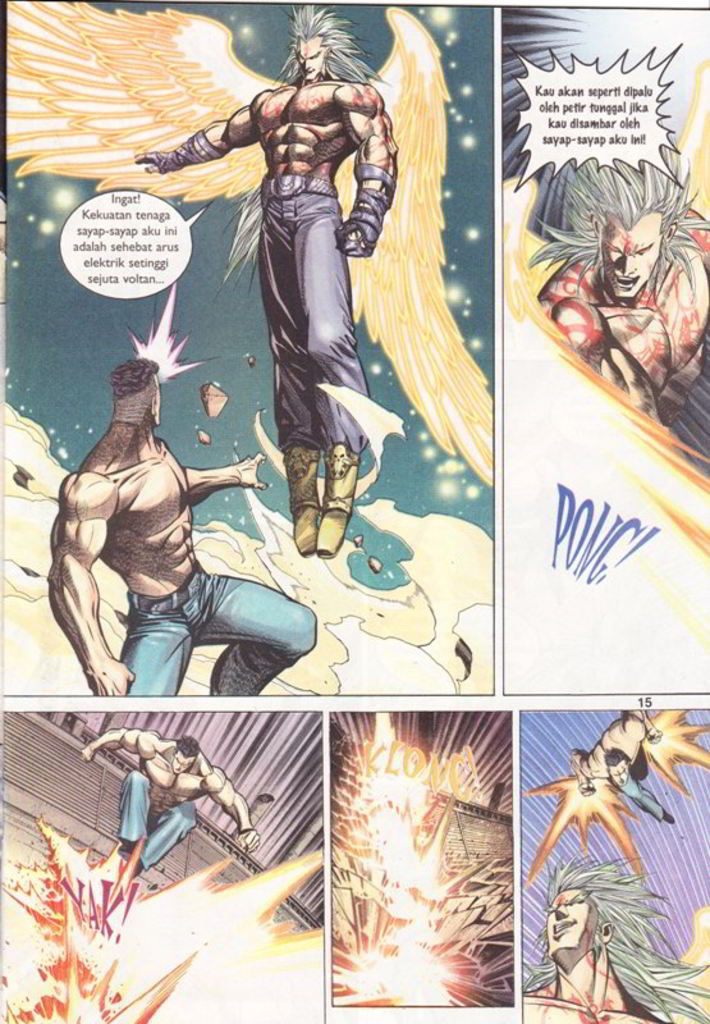 Ingat!
Kekuatan tenaga
sayap-sayap aku ini
adalah sehebat arus
elektrik setinggi
sejuta voltan...
Kau akan seperti dipalu
oleh petir tunggal jika
kau disambar oleh
sayap-sayap aku ini!
PONG!
15
YAK!
KLONG!